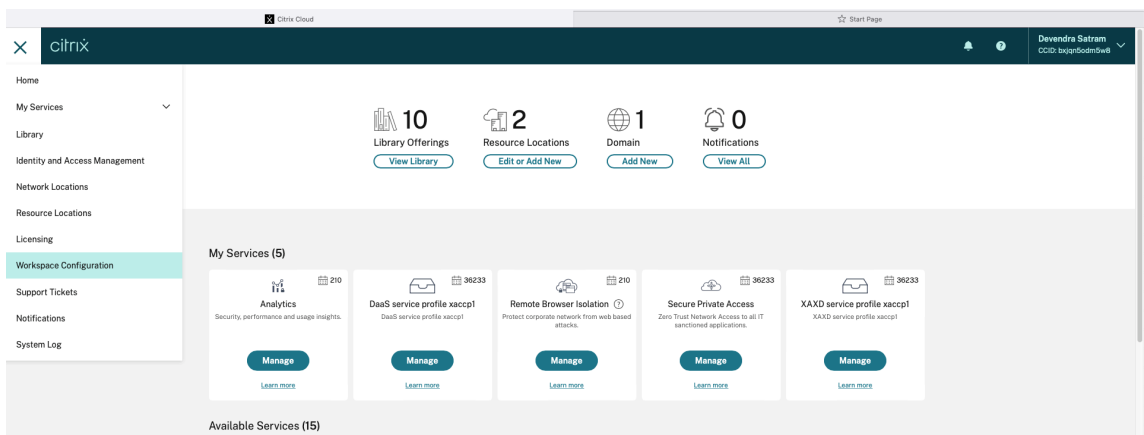 Citrix Cloud
Start Page
citrix
Devendra Satram
CCID: bxjqn5odm5w8
Home
My Services
Library
Identity and Access Management
Network Locations
Resource Locations
Licensing
Workspace Configuration
Support Tickets
Notifications
System Log
10
Library Offerings
View Library
2
Resource Locations
Edit or Add New
1
Domain
Add New
0
Notifications
View All
My Services (5)
210
Analytics
Security, performance and usage insights.
Manage
Learn more
36233
DaaS service profile xaccp1
DaaS service profile xaccp1
Manage
Learn more
210
Remote Browser Isolation
Protect corporate network from web based
attacks.
Manage
Learn more
36233
Secure Private Access
Zero Trust Network Access to all IT
sanctioned applications.
Manage
Learn more
36233
XAXD service profile xaccp1
XAXD service profile xaccp1
Manage
Learn more
Available Services (15)